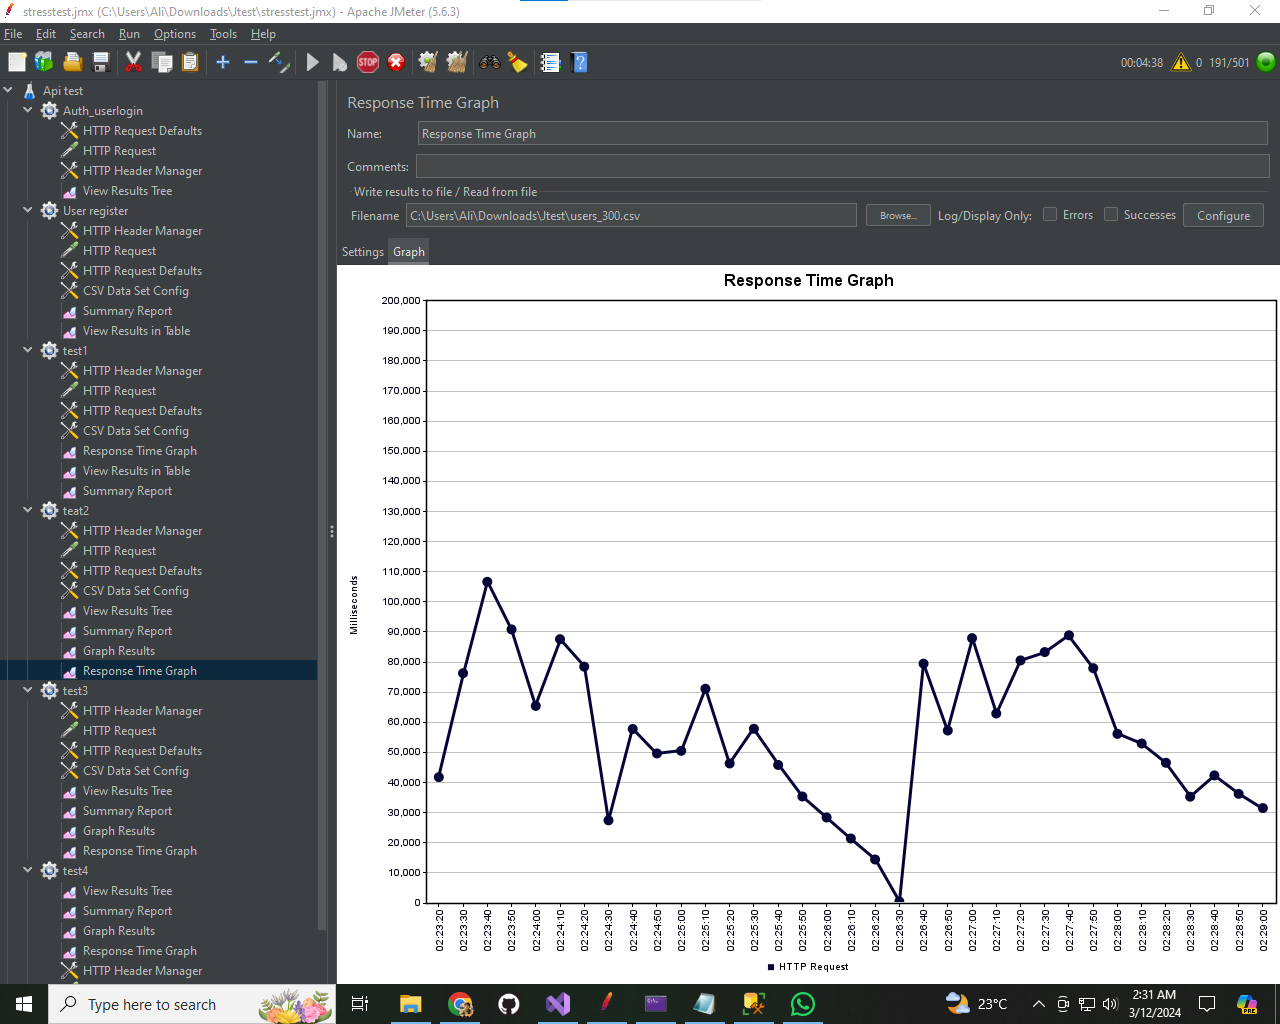 stresstest.jmx (C:\Users\Ali\Downloads\Jtest\stresstest.jmx) - Apache JMeter (5.6.3)
File Edit Search Run Options Tools Help
STOP
00:04:38 0 191/501
Api test
Auth_userlogin
HTTP Request Defaults
HTTP Request
HTTP Header Manager
View Results Tree
User register
HTTP Header Manager
HTTP Request
HTTP Request Defaults
CSV Data Set Config
Summary Report
View Results in Table
test1
HTTP Header Manager
HTTP Request
HTTP Request Defaults
CSV Data Set Config
Response Time Graph
View Results in Table
Summary Report
teat2
HTTP Header Manager
HTTP Request
HTTP Request Defaults
CSV Data Set Config
View Results Tree
Summary Report
Graph Results
Response Time Graph
test3
HTTP Header Manager
HTTP Request
HTTP Request Defaults
CSV Data Set Config
View Results Tree
Summary Report
Graph Results
Response Time Graph
test4
View Results Tree
Summary Report
Graph Results
Response Time Graph
HTTP Header Manager
Response Time Graph
Name: Response Time Graph
Comments:
Write results to file / Read from file
Filename C:\Users\Ali\Downloads\Jtest\users_300.csv Browse... Log/Display Only: Errors Successes Configure
Settings Graph
Response Time Graph
200,000
190,000
180,000
170,000
160,000
150,000
140,000
130,000
120,000
110,000
100,000
90,000
80,000
70,000
60,000
50,000
40,000
30,000
20,000
10,000
0
Milliseconds
02:23:20 02:23:30 02:23:40 02:23:50 02:24:00 02:24:10 02:24:20 02:24:30 02:24:40 02:24:50 02:25:00 02:25:10 02:25:20 02:25:30 02:25:40 02:25:50 02:26:00 02:26:10 02:26:20 02:26:30 02:26:40 02:26:50 02:27:00 02:27:10 02:27:20 02:27:30 02:27:40 02:27:50 02:28:00 02:28:10 02:28:20 02:28:30 02:28:40 02:28:50 02:29:00
HTTP Request
Type here to search
23°C
2:31 AM
3/12/2024
PRE